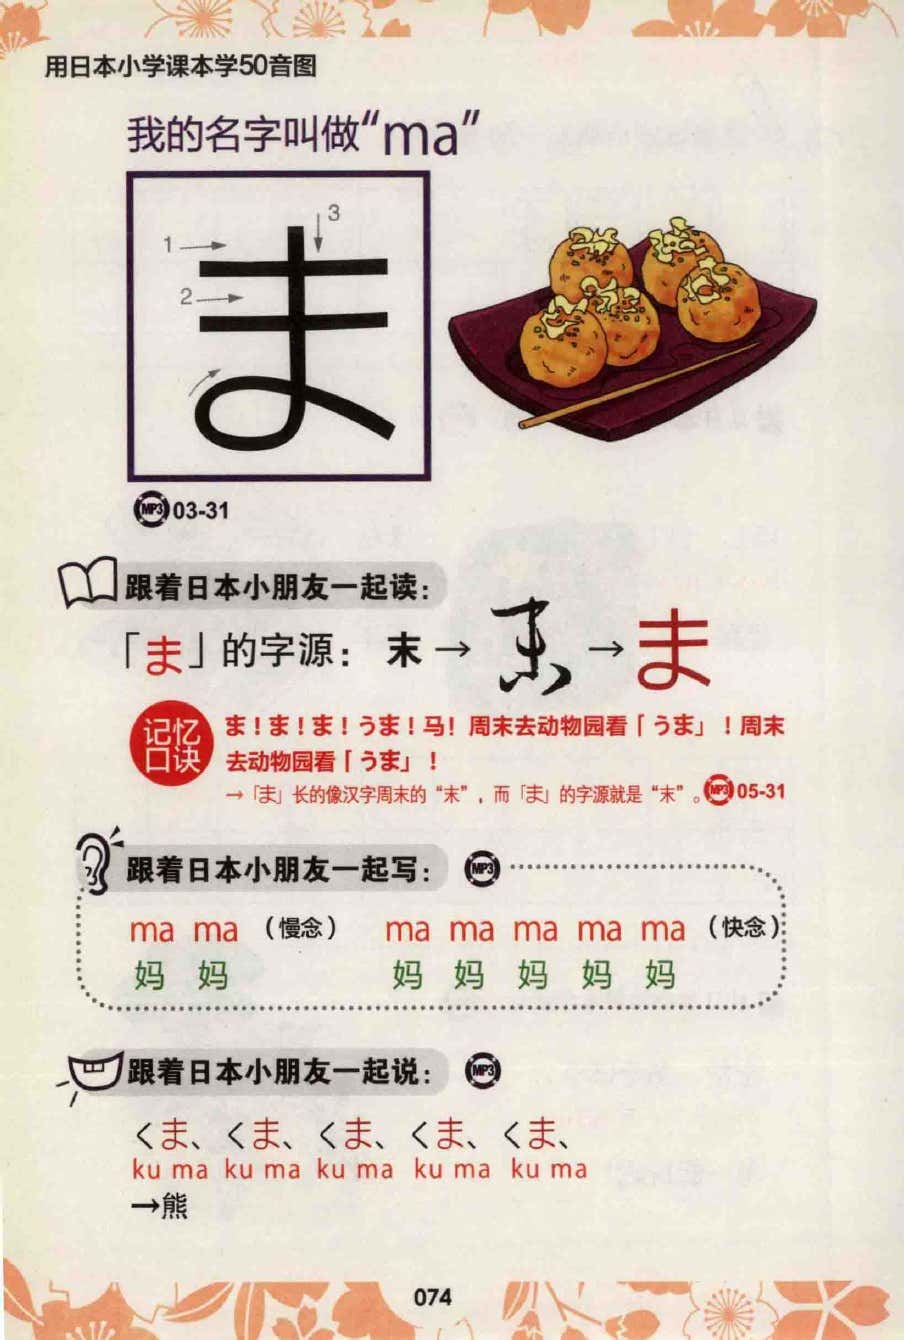 用日本小学课本学50音图
我的名字叫做“ma”
1
2
3
ま
MP3 03-31
跟着日本小朋友一起读：
「ま」的字源： 末 → 末 → ま
记忆口诀
ま！ま！ま！うま！马！周末去动物园看「うま」！周末
去动物园看「うま」！
→「ま」长的像汉字周末的“末”，而「ま」的字源就是“末”。MP3 05-31
跟着日本小朋友一起写： MP3
ma ma （慢念） ma ma ma ma ma （快念）
妈 妈 妈 妈 妈 妈 妈
跟着日本小朋友一起说： MP3
くま、くま、くま、くま、くま、
ku ma ku ma ku ma ku ma ku ma
→熊
074